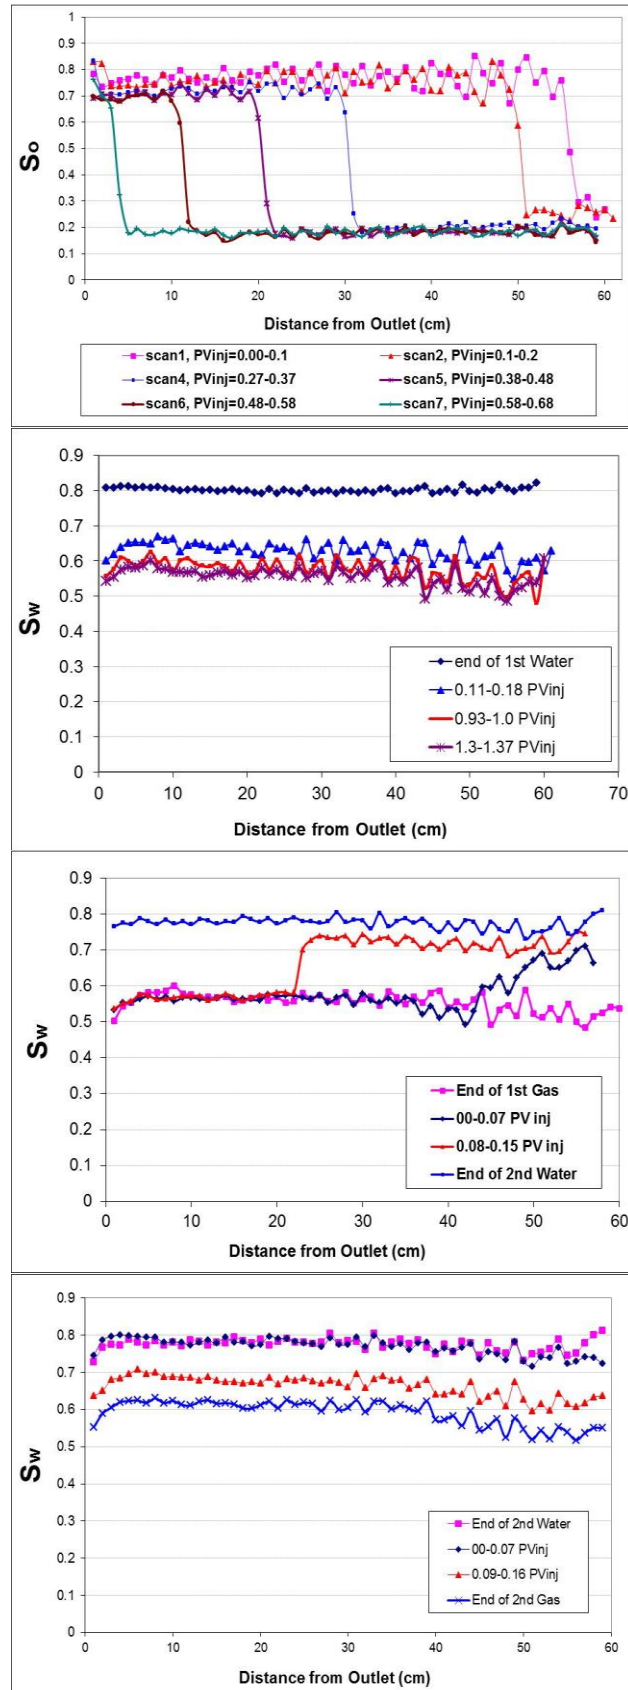 1
0.9
0.8
0.7
0.6
0.5
0.4
0.3
0.2
0.1
0
So
0 10 20 30 40 50 60
Distance from Outlet (cm)
scan1, PVinj=0.00-0.1 scan2, PVinj=0.1-0.2
scan4, PVinj=0.27-0.37 scan5, PVinj=0.38-0.48
scan6, PVinj=0.48-0.58 scan7, PVinj=0.58-0.68
0.9
0.8
0.7
0.6
0.5
0.4
0.3
0.2
0.1
0
Sw
end of 1st Water
0.11-0.18 PVinj
0.93-1.0 PVinj
1.3-1.37 PVinj
0 10 20 30 40 50 60 70
Distance from Outlet (cm)
0.9
0.8
0.7
0.6
0.5
0.4
0.3
0.2
0.1
0
Sw
End of 1st Gas
00-0.07 PV inj
0.08-0.15 PV inj
End of 2nd Water
0 10 20 30 40 50 60
Distance from Outlet (cm)
0.9
0.8
0.7
0.6
0.5
0.4
0.3
0.2
0.1
0
Sw
End of 2nd Water
00-0.07 PVinj
0.09-0.16 PVinj
End of 2nd Gas
0 10 20 30 40 50 60
Distance from Outlet (cm)